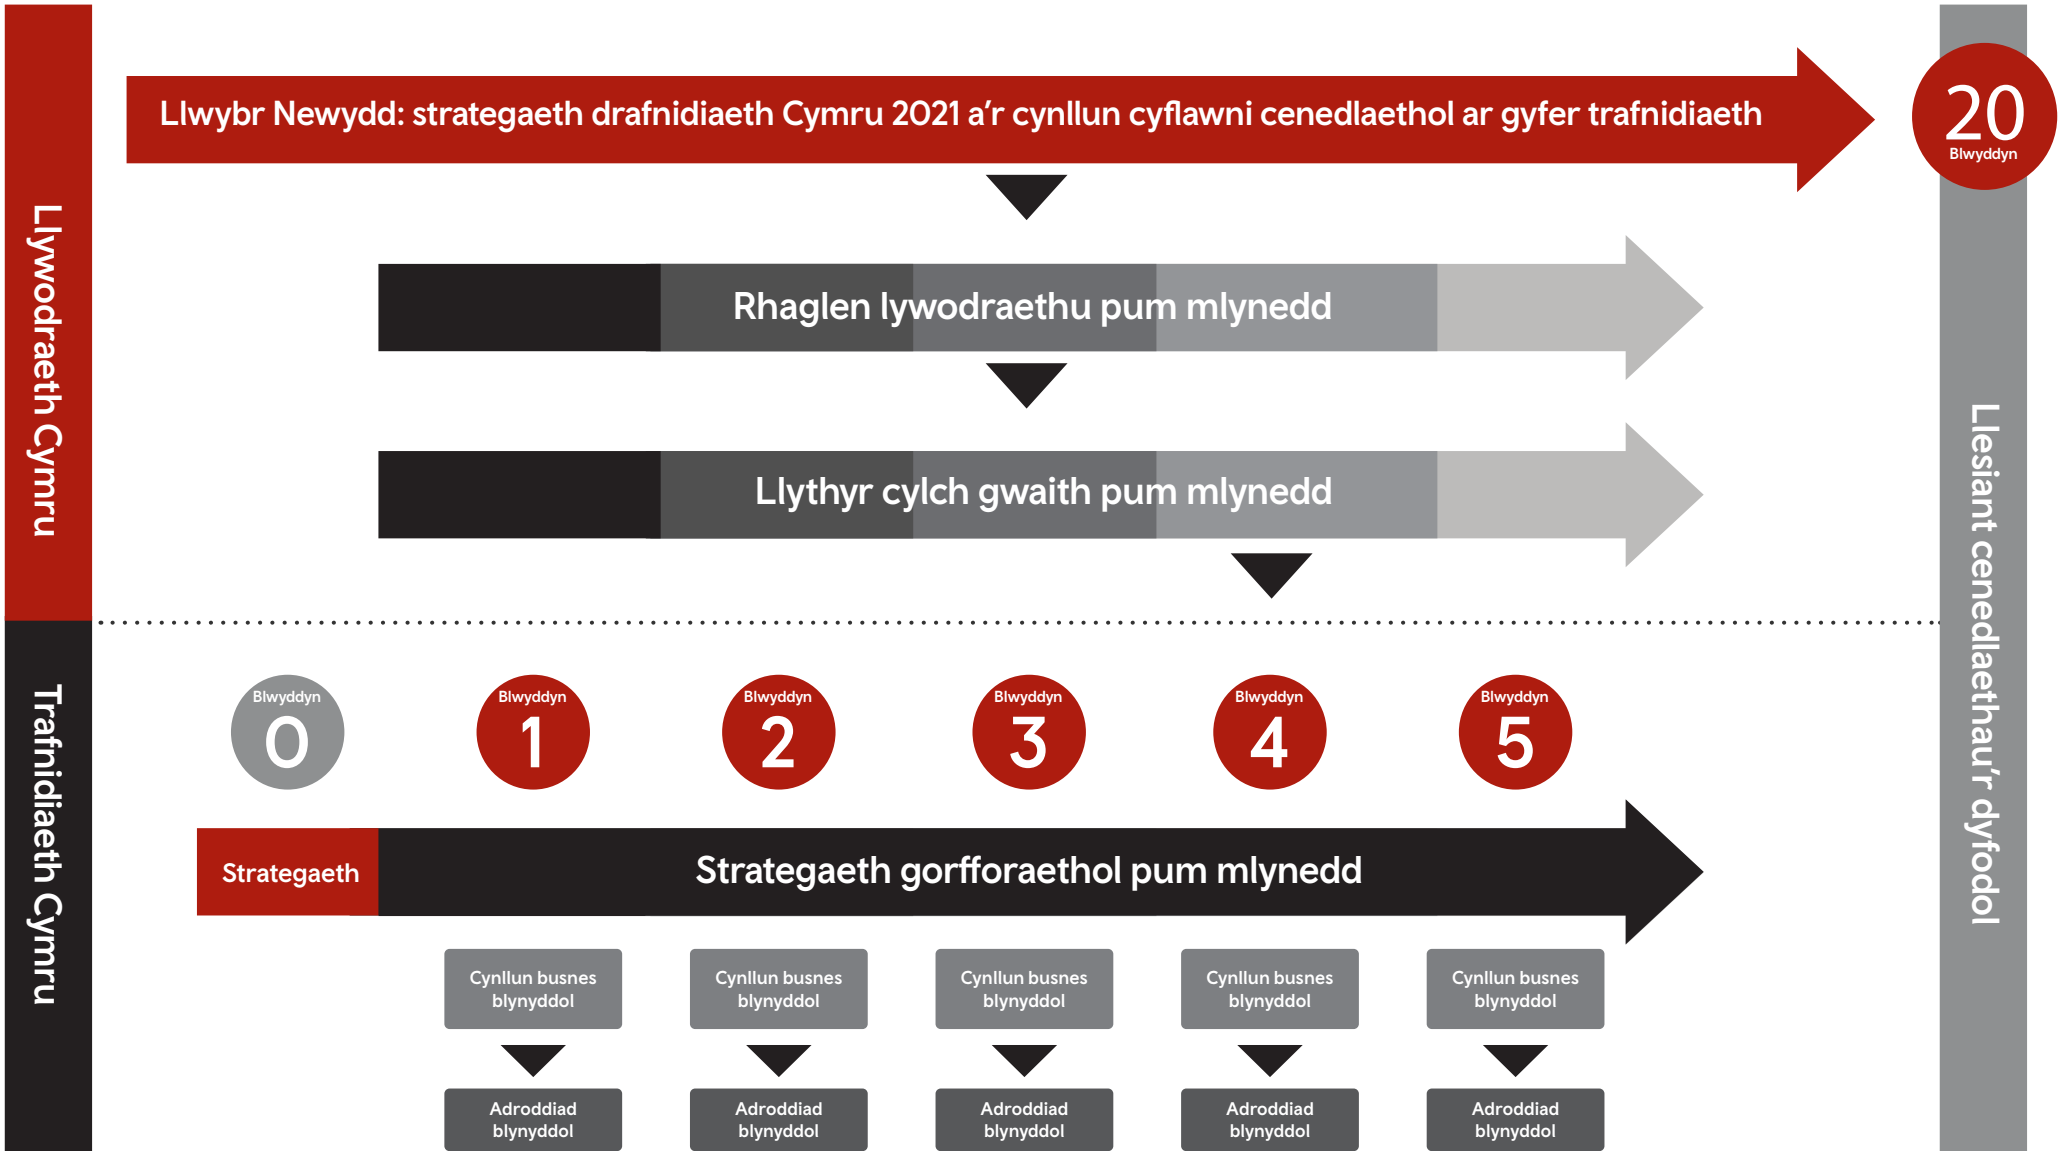 Llywodraeth Cymru
Llwybr Newydd: strategaeth drafnidiaeth Cymru 2021 a’r cynllun cyflawni cenedlaethol ar gyfer trafnidiaeth
20
Blwyddyn
Rhaglen lywodraethu pum mlynedd
Llythyr cylch gwaith pum mlynedd
Llesiant cenedlaethau’r dyfodol
Trafnidiaeth Cymru
Blwyddyn
0
Blwyddyn
1
Blwyddyn
2
Blwyddyn
3
Blwyddyn
4
Blwyddyn
5
Strategaeth
Strategaeth gorfforaethol pum mlynedd
Cynllun busnes
blynyddol
Cynllun busnes
blynyddol
Cynllun busnes
blynyddol
Cynllun busnes
blynyddol
Cynllun busnes
blynyddol
Adroddiad
blynyddol
Adroddiad
blynyddol
Adroddiad
blynyddol
Adroddiad
blynyddol
Adroddiad
blynyddol